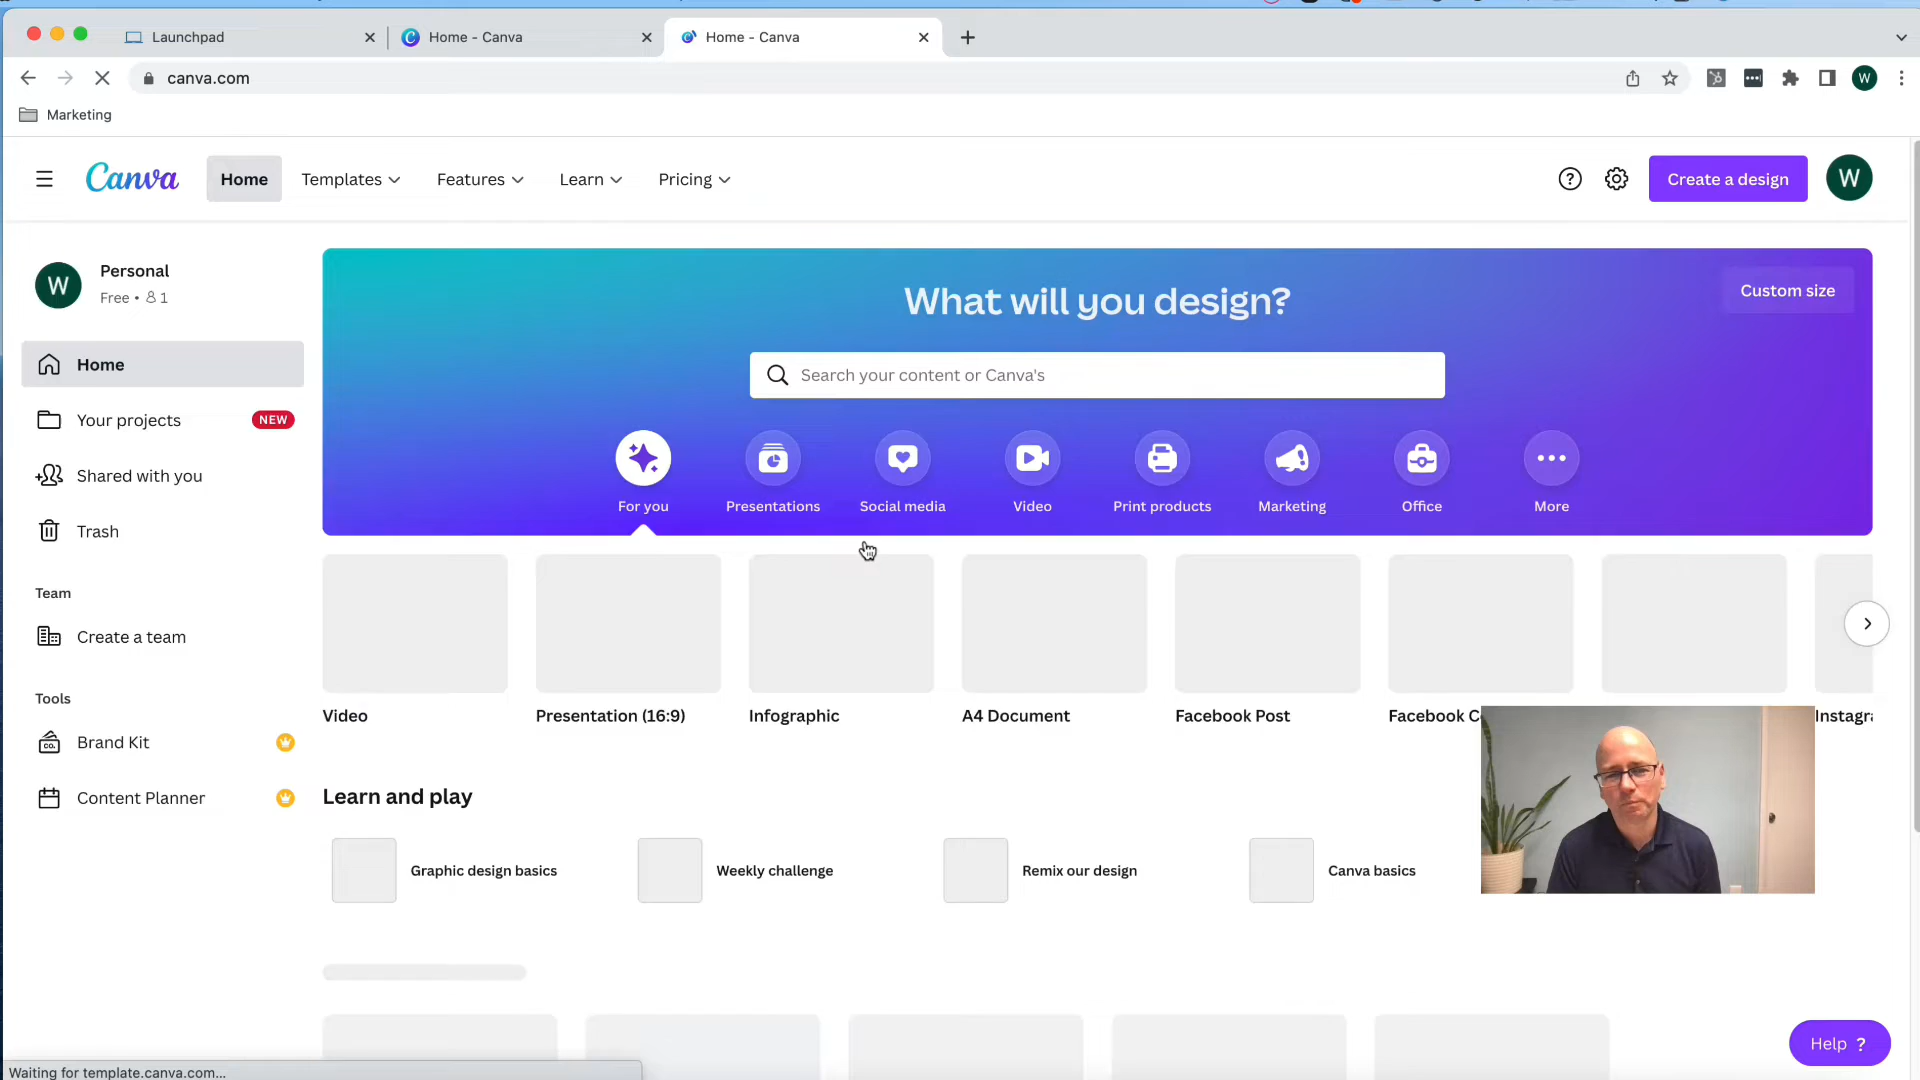 Launchpad
Home - Canva
Home - Canva
canva.com
W
Marketing
Canva
Home
Templates
Features
Learn
Pricing
Create a design
W
W
Personal
Free • 1
Home
Your projects
NEW
Shared with you
Trash
Team
Create a team
Tools
Brand Kit
CO.
Content Planner
What will you design?
Custom size
Search your content or Canva's
For you
Presentations
Social media
Video
Print products
Marketing
Office
More
Video
Presentation (16:9)
Infographic
A4 Document
Facebook Post
Facebook
Learn and play
Graphic design basics
Weekly challenge
Remix our design
Canva basics
Help ?
Waiting for template.canva.com...